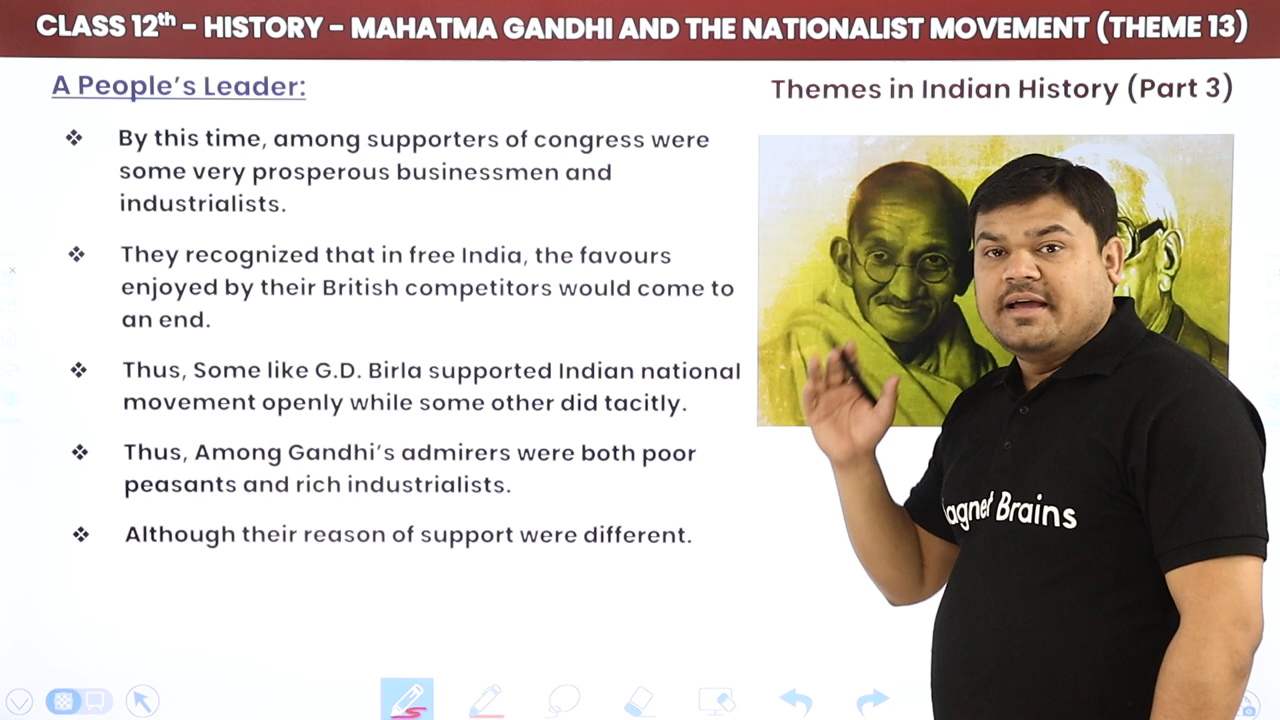 CLASS 12th – HISTORY – MAHATMA GANDHI AND THE NATIONALIST MOVEMENT (THEME 13)
A People's Leader:
Themes in Indian History (Part 3)
❖ By this time, among supporters of congress were
some very prosperous businessmen and
industrialists.
❖ They recognized that in free India, the favours
enjoyed by their British competitors would come to
an end.
❖ Thus, Some like G.D. Birla supported Indian national
movement openly while some other did tacitly.
❖ Thus, Among Gandhi's admirers were both poor
peasants and rich industrialists.
❖ Although their reason of support were different.
agnet Brains